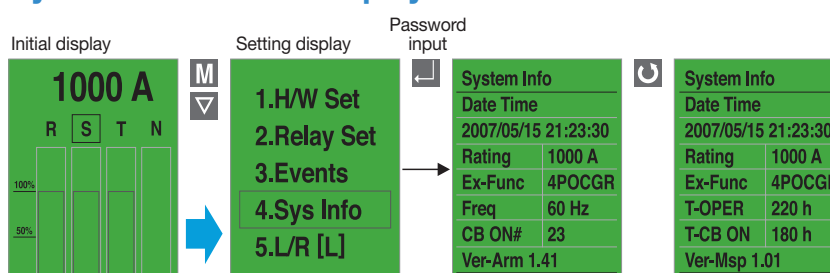 Initial display
M
1000 A
R S T N
100%
50%
Setting display
1.H/W Set
2.Relay Set
3.Events
4.Sys Info
5.L/R [L]
Password
input
System Info
Date Time
2007/05/15 21:23:30
Rating 1000 A
Ex-Func 4POCGR
Freq 60 Hz
CB ON# 23
Ver-Arm 1.41
System Info
Date Time
2007/05/15 21:23:30
Rating 1000 A
Ex-Func
T-OPER 220 h
T-CB ON 180 h
Ver-Msp 1.01